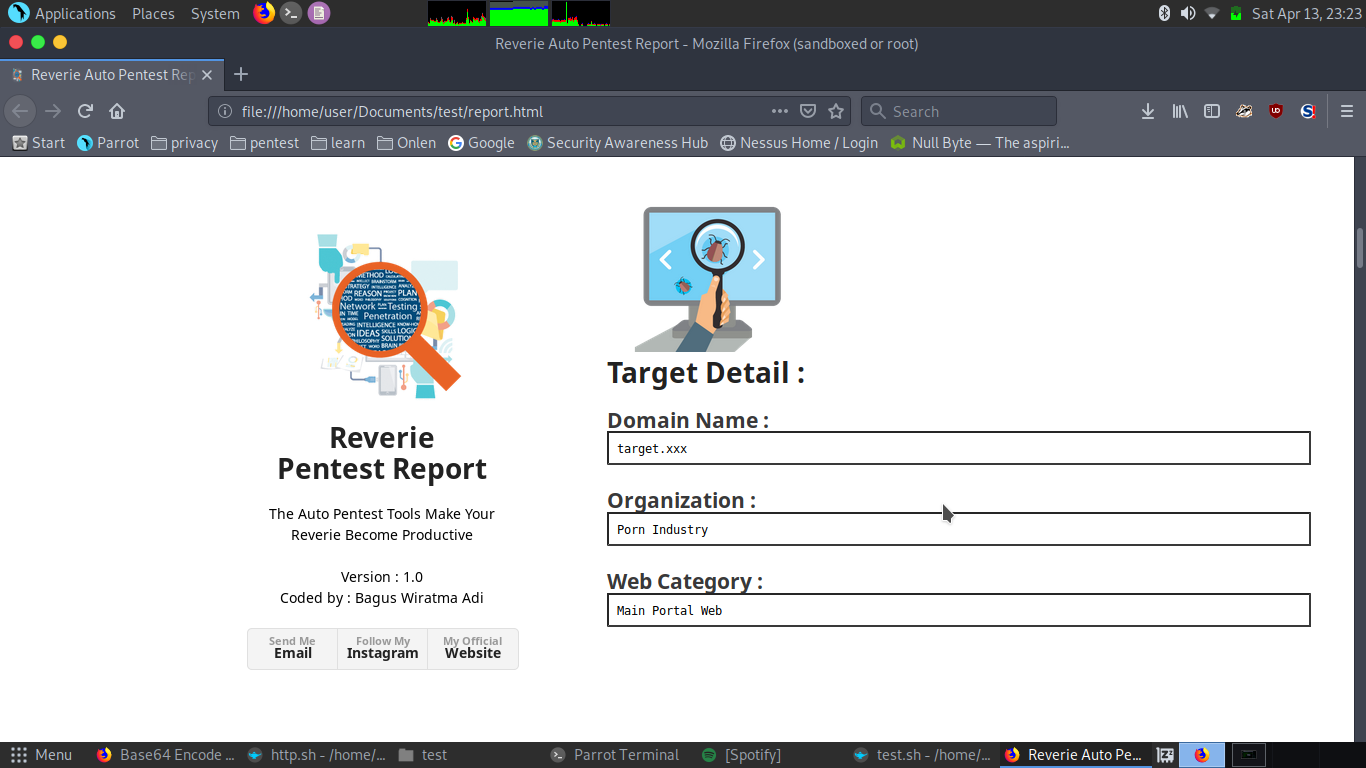 Applications Places System
Sat Apr 13, 23:23
Reverie Auto Pentest Report - Mozilla Firefox (sandboxed or root)
Reverie Auto Pentest Rep
file:///home/user/Documents/test/report.html
Search
Start Parrot privacy pentest learn Onlen Google Security Awareness Hub Nessus Home / Login Null Byte — The aspiri...
Network Testing
Penetration
Reverie
Pentest Report
The Auto Pentest Tools Make Your
Reverie Become Productive
Version : 1.0
Coded by : Bagus Wiratma Adi
Send Me
Email
Follow My
Instagram
My Official
Website
Target Detail :
Domain Name :
target.xxx
Organization :
Porn Industry
Web Category :
Main Portal Web
Menu Base64 Encode ... http.sh - /home/... test Parrot Terminal [Spotify] test.sh - /home/... Reverie Auto Pe...